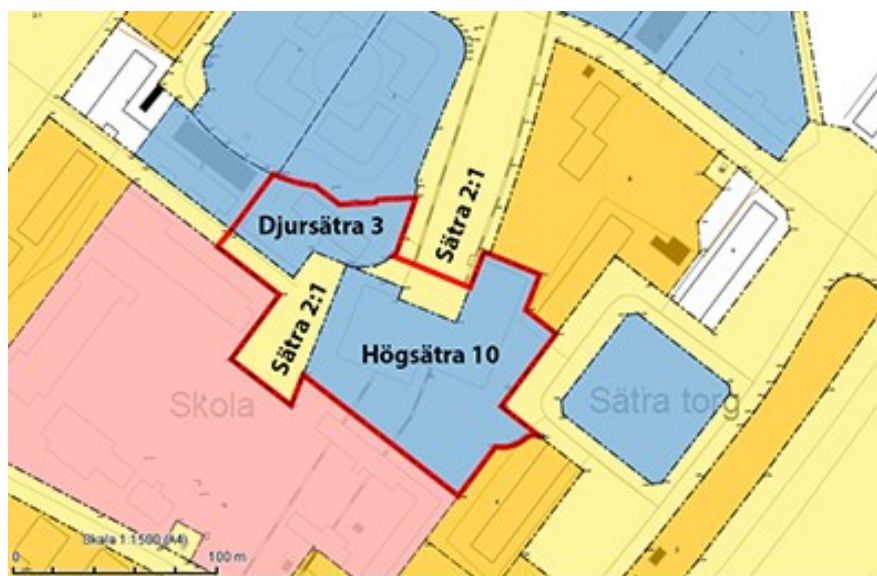 Sätra 2:1
Djursätra 3
Sätra 2:1
Högsätra 10
Skola
Sätra torg
Skala 1:1500 (A4)
0 100 m